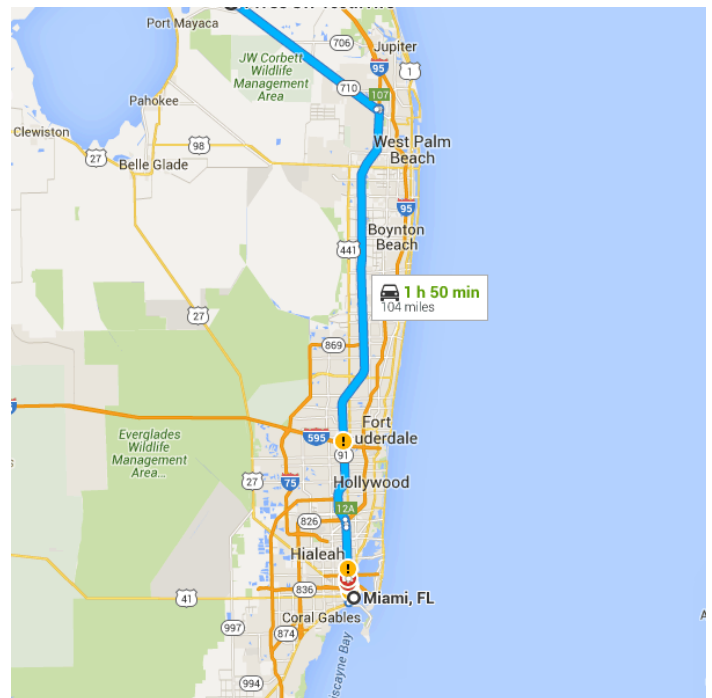 Port Mayaca
706
Jupiter
JW Corbett
Wildlife
Management
Area
95
1
710
107
Pahokee
Clewiston
98
27
Belle Glade
West Palm
Beach
95
441
Boynton
Beach
1 h 50 min
104 miles
27
869
Fort
uderdale
595
91
Everglades
Wildlife
Management
Area...
27
75
Hollywood
12A
826
Hialeah
41
836
Miami, FL
Coral Gables
997
874
994
iscayne Bay
A